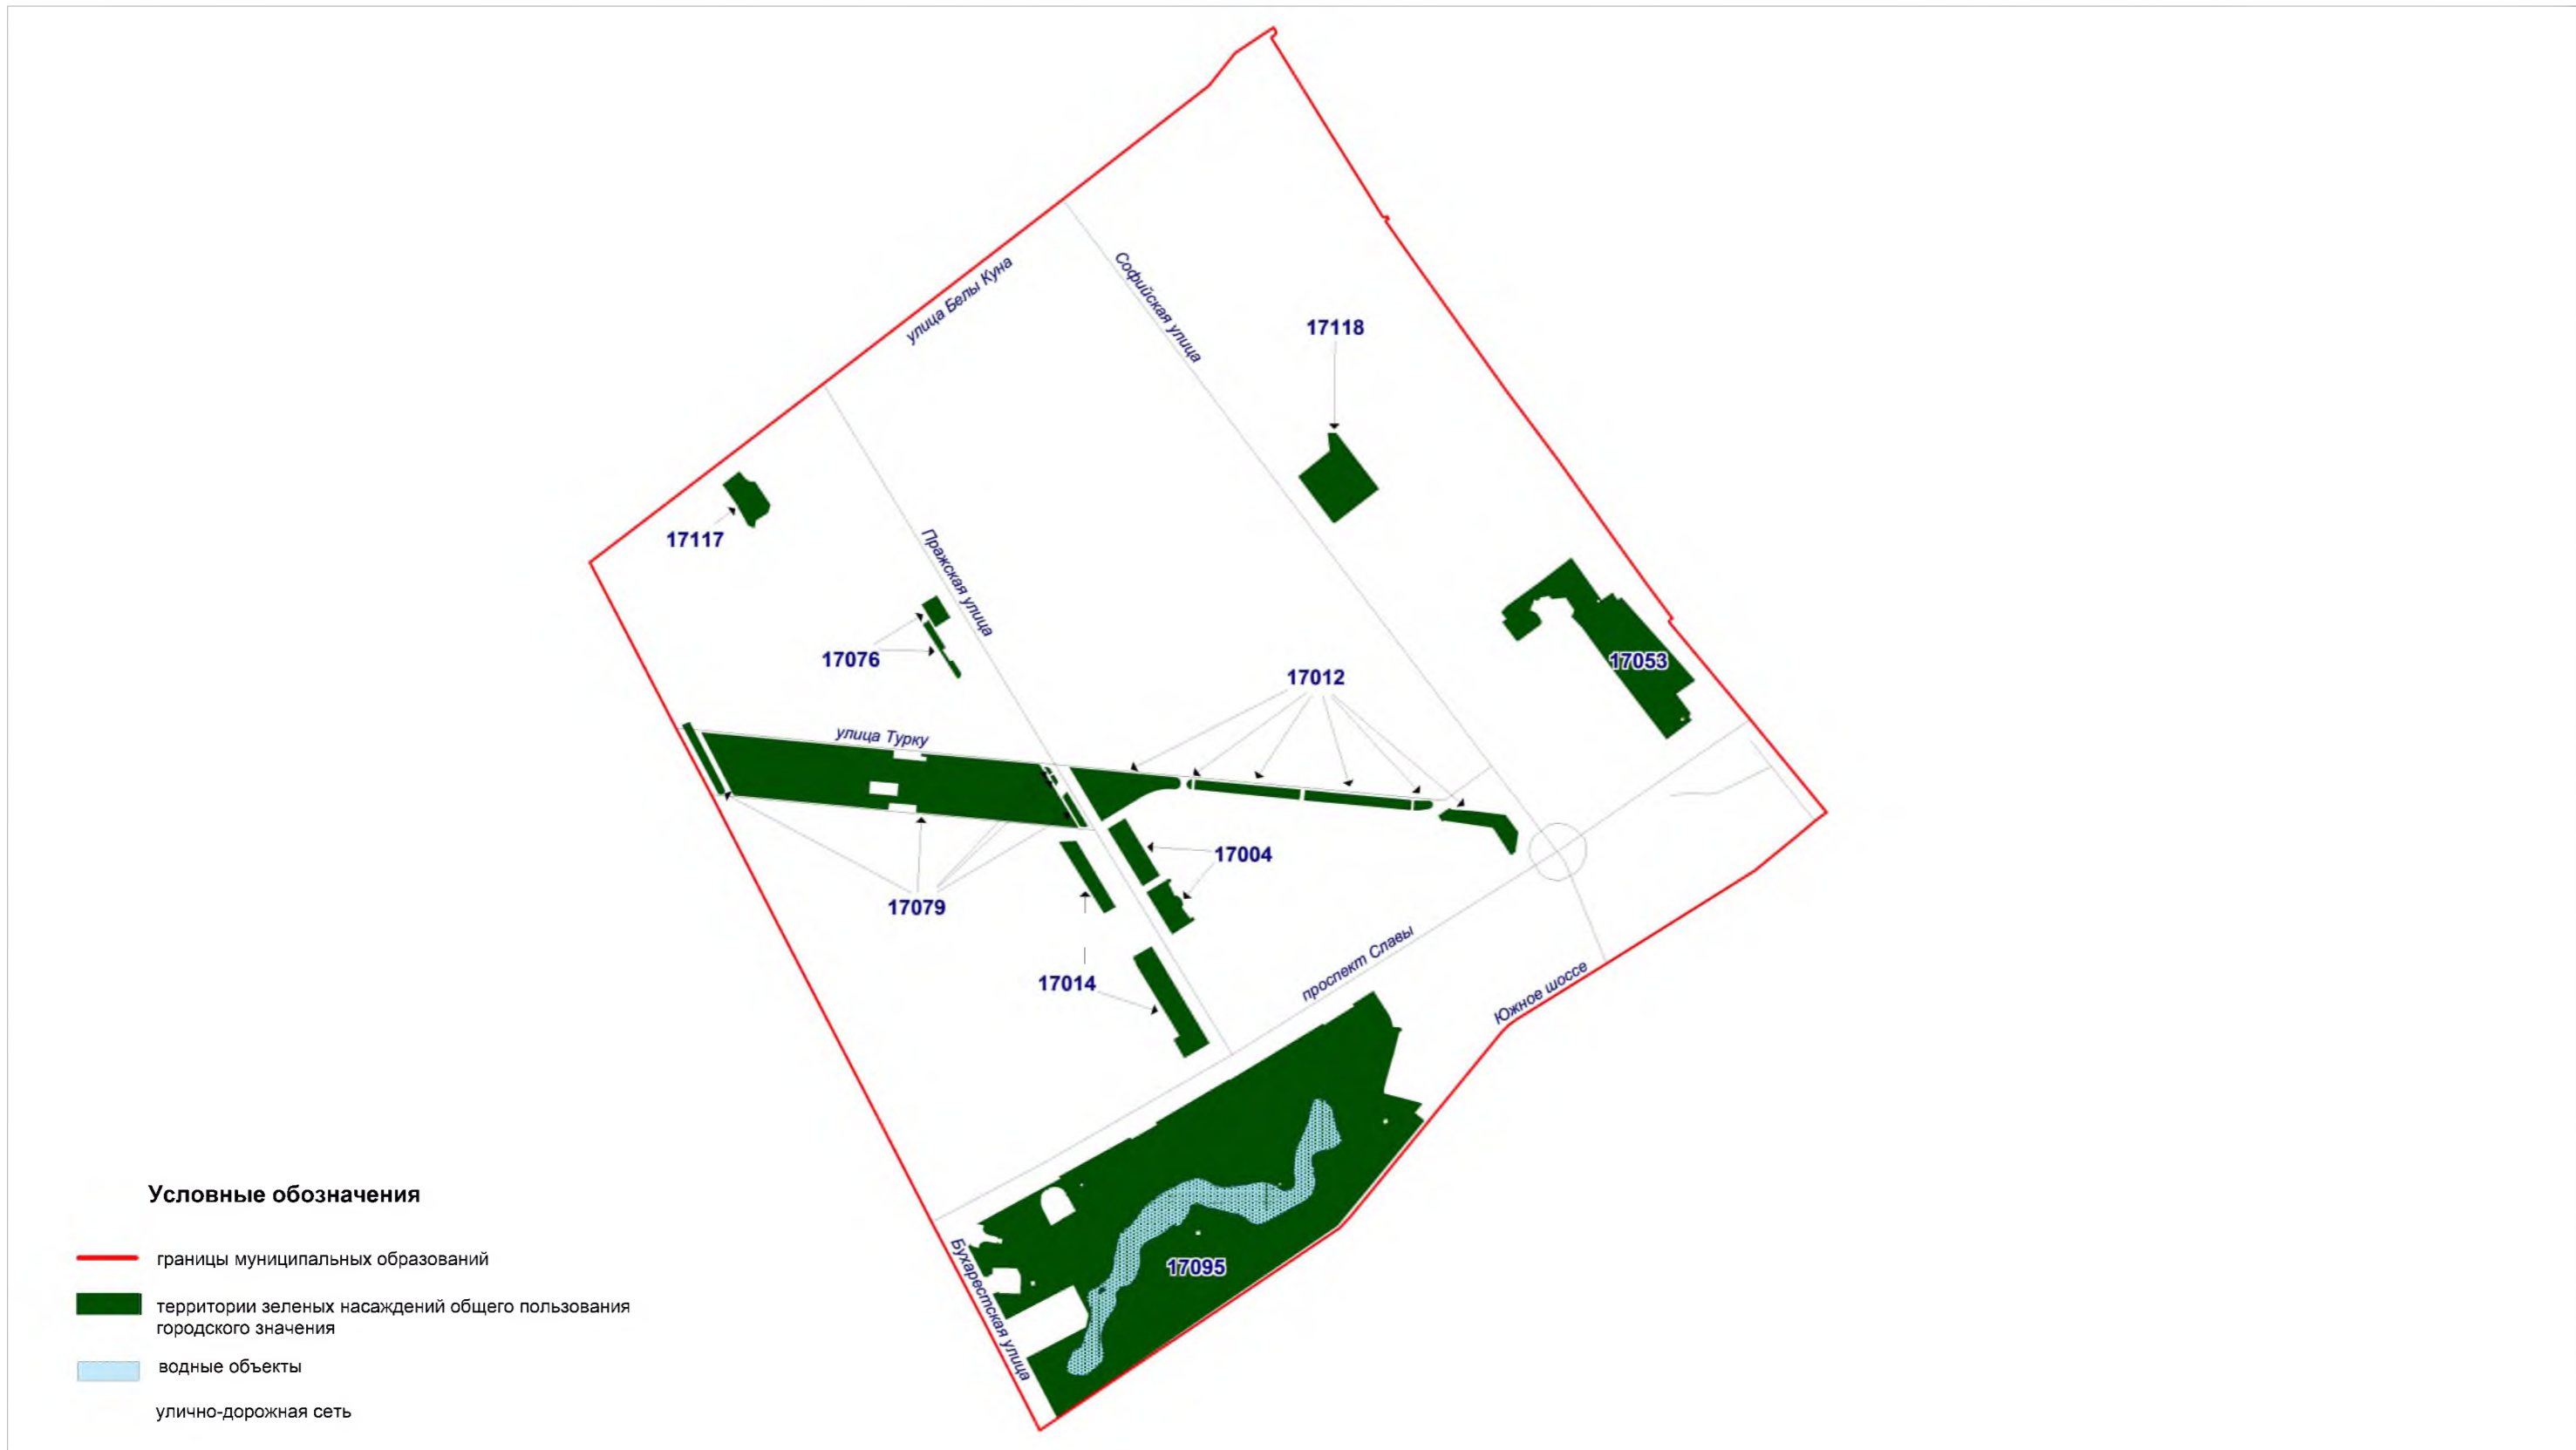 улица Белы Куна
Софийская улица
17118
17117
Пражская улица
17076
17053
17012
улица Турку
17004
17079
17014
проспект Славы
Южное шоссе
17095
Бухарестская улица
Условные обозначения
границы муниципальных образований
территории зеленых насаждений общего пользования
городского значения
водные объекты
улично-дорожная сеть